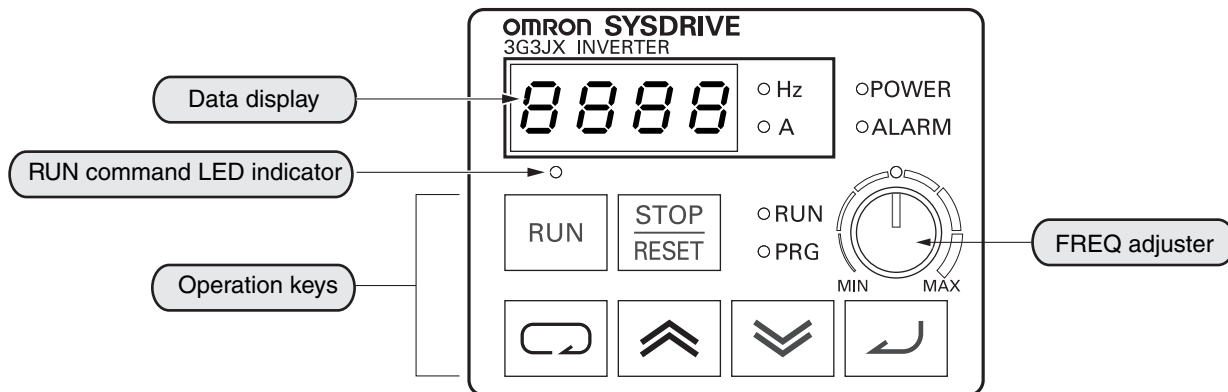 OMRON SYSDRIVE
3G3JX INVERTER
Data display
8888
Hz
POWER
A
ALARM
RUN command LED indicator
RUN
STOP
RESET
RUN
PRG
FREQ adjuster
Operation keys
MIN
MAX